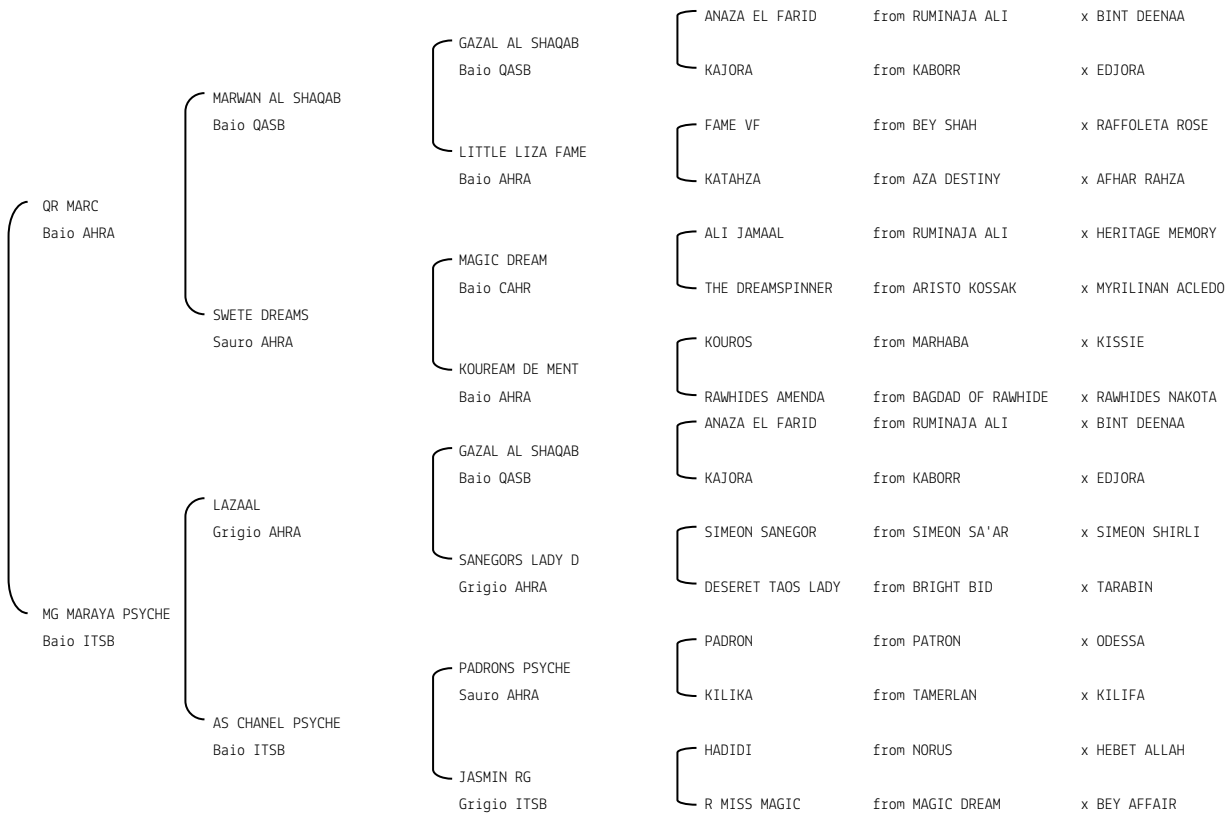 ANAZA EL FARID from RUMINAJA ALI x BINT DEENAA
GAZAL AL SHAQAB
Baio QASB
KAJORA from KABORR x EDJORA
MARWAN AL SHAQAB
Baio QASB
FAME VF from BEY SHAH x RAFFOLETA ROSE
LITTLE LIZA FAME
Baio AHRA
KATAHZA from AZA DESTINY x AFHAR RAHZA
QR MARC
Baio AHRA
ALI JAMAAL from RUMINAJA ALI x HERITAGE MEMORY
MAGIC DREAM
Baio CAHR
THE DREAMSPINNER from ARISTO KOSSAK x MYRILINAN ACLEDO
SWETE DREAMS
Sauro AHRA
KOUROS from MARHABA x KISSIE
KOUREAM DE MENT
Baio AHRA
RAWHIDES AMENDA from BAGDAD OF RAWHIDE x RAWHIDES NAKOTA
ANAZA EL FARID from RUMINAJA ALI x BINT DEENAA
GAZAL AL SHAQAB
Baio QASB
KAJORA from KABORR x EDJORA
LAZAAL
Grigio AHRA
SIMEON SANEGOR from SIMEON SA'AR x SIMEON SHIRLI
SANEGORS LADY D
Grigio AHRA
DESERET TAOS LADY from BRIGHT BID x TARABIN
MG MARAYA PSYCHE
Baio ITSB
PADRON from PATRON x ODESSA
PADRONS PSYCHE
Sauro AHRA
KILIKA from TAMERLAN x KILIFA
AS CHANEL PSYCHE
Baio ITSB
HADIDI from NORUS x HEBET ALLAH
JASMIN RG
Grigio ITSB
R MISS MAGIC from MAGIC DREAM x BEY AFFAIR